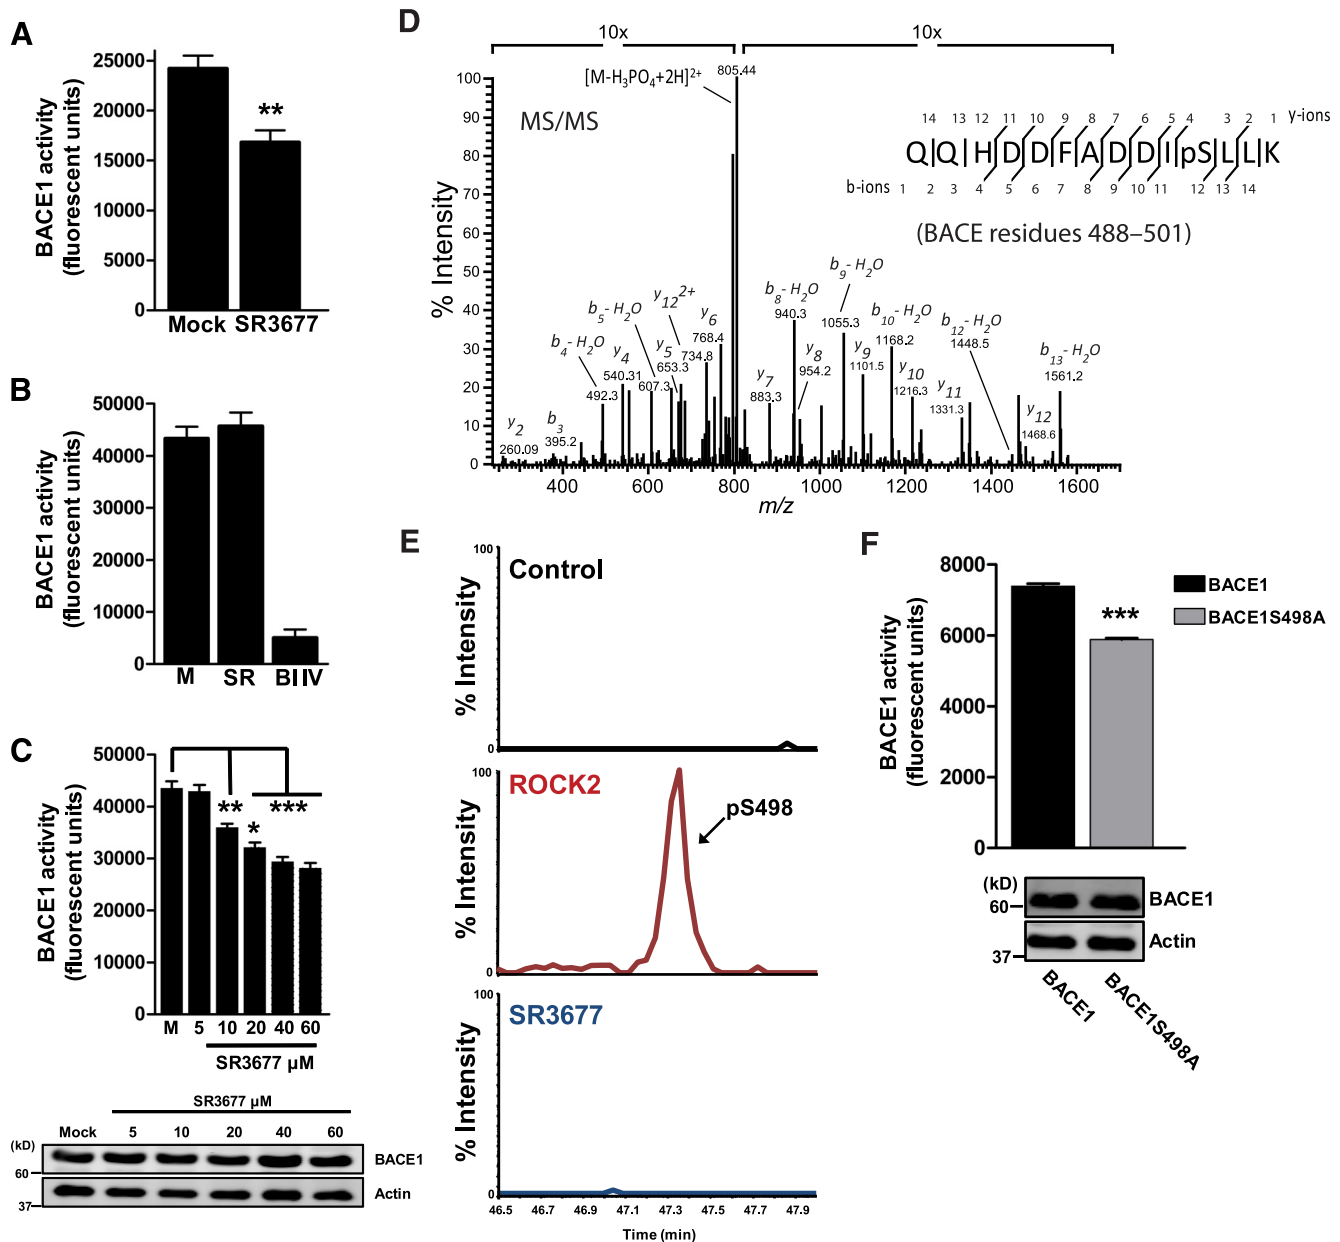 A
BACE1 activity
(fluorescent units)
25000
20000
15000
10000
5000
0
**
Mock SR3677
B
BACE1 activity
(fluorescent units)
50000
40000
30000
20000
10000
0
M SR BI IV
C
BACE1 activity
(fluorescent units)
50000
40000
30000
20000
10000
0
** * ***
M 5 10 20 40 60
SR3677 µM
SR3677 µM
Mock 5 10 20 40 60
(kD)
60
37
BACE1
Actin
D
10x 10x
MS/MS
% Intensity
100
90
80
70
60
50
40
30
20
10
0
[M-H3PO4+2H]2+
805.44
y2
260.09
b3
395.2
b4- H2O
492.3
y4
540.31
b5- H2O
607.3
y5
653.3
y12 2+
734.8
y6
768.4
y7
883.3
b8- H2O
940.3
y8
954.2
b9- H2O
1055.3
y9
1101.5
b10- H2O
1168.2
y10
1216.3
y11
1331.3
b12- H2O
1448.5
y12
1468.6
b13- H2O
1561.2
400 600 800 1000 1200 1400 1600
m/z
14 13 12 11 10 9 8 7 6 5 4 3 2 1 y-ions
QQHDDFADDIpSLLK
b-ions 1 2 3 4 5 6 7 8 9 10 11 12 13 14
(BACE residues 488–501)
E
% Intensity
100
0
Control
% Intensity
100
0
ROCK2
pS498
% Intensity
100
0
SR3677
46.5 46.7 46.9 47.1 47.3 47.5 47.7 47.9
Time (min)
F
BACE1 activity
(fluorescent units)
8000
6000
4000
2000
0
***
BACE1
BACE1S498A
(kD)
60
37
BACE1
Actin
BACE1
BACE1S498A